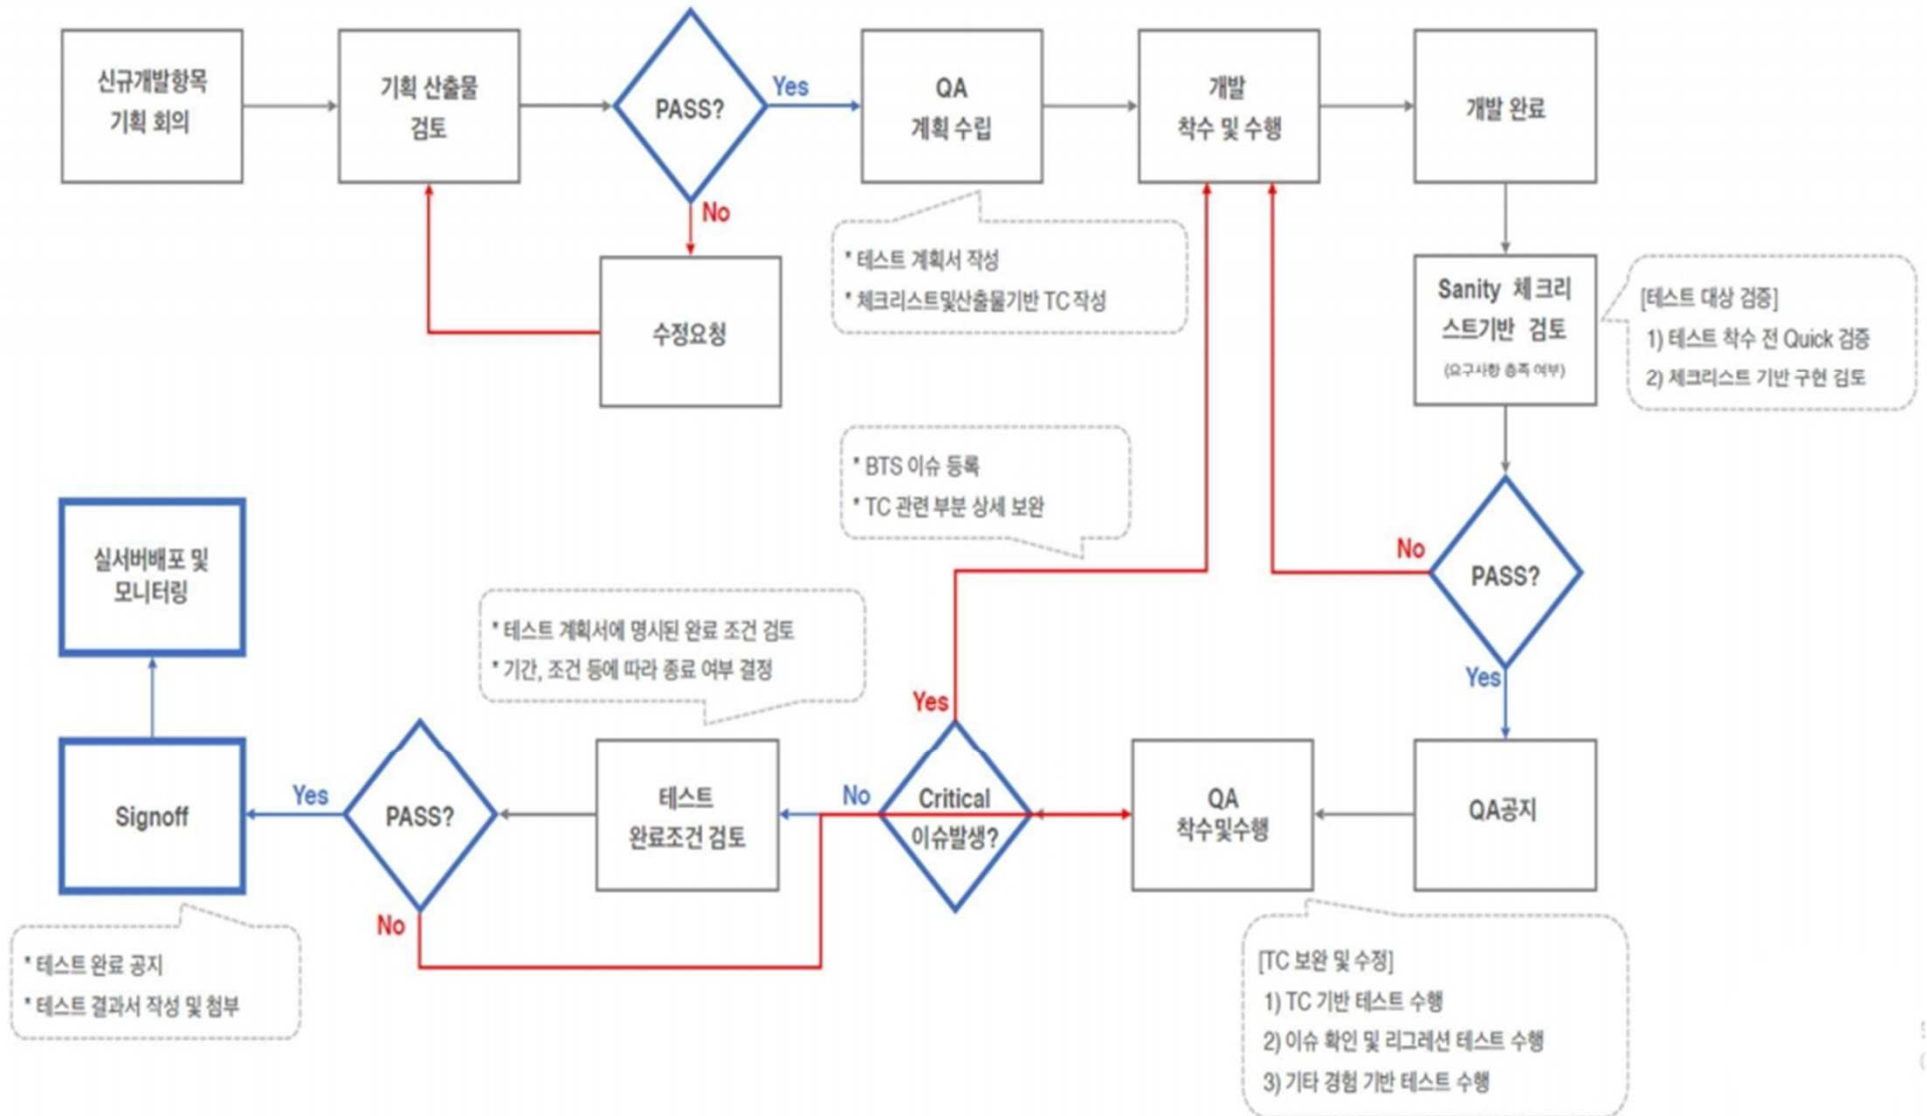 신규개발항목
기획 회의
기획 산출물
검토
PASS?
Yes
No
수정요청
QA
계획 수립
* 테스트 계획서 작성
* 체크리스트및산출물기반 TC 작성
개발
착수 및 수행
개발 완료
Sanity 체크리
스트기반 검토
(요구사항 충족 여부)
[테스트 대상 검증]
1) 테스트 착수 전 Quick 검증
2) 체크리스트 기반 구현 검토
PASS?
No
Yes
QA공지
QA
착수및수행
[TC 보완 및 수정]
1) TC 기반 테스트 수행
2) 이슈 확인 및 리그레션 테스트 수행
3) 기타 경험 기반 테스트 수행
Critical
이슈발생?
Yes
No
* BTS 이슈 등록
* TC 관련 부분 상세 보완
테스트
완료조건 검토
* 테스트 계획서에 명시된 완료 조건 검토
* 기간, 조건 등에 따라 종료 여부 결정
PASS?
Yes
No
Signoff
* 테스트 완료 공지
* 테스트 결과서 작성 및 첨부
실서버배포 및
모니터링